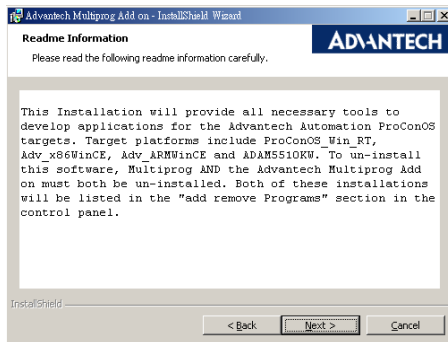 Advantech Multiprog Add on - InstallShield Wizard
Readme Information
ADVANTECH
Please read the following readme information carefully.
This Installation will provide all necessary tools to
develop applications for the Advantech Automation ProConOS
targets. Target platforms include ProConOS_Win_RT,
Adv_x86WinCE, Adv_ARMWinCE and ADAM5510KW. To un-install
this software, Multiprog AND the Advantech Multiprog Add
on must both be un-installed. Both of these installations
will be listed in the "add remove Programs" section in the
control panel.
InstallShield
< Back
Next >
Cancel